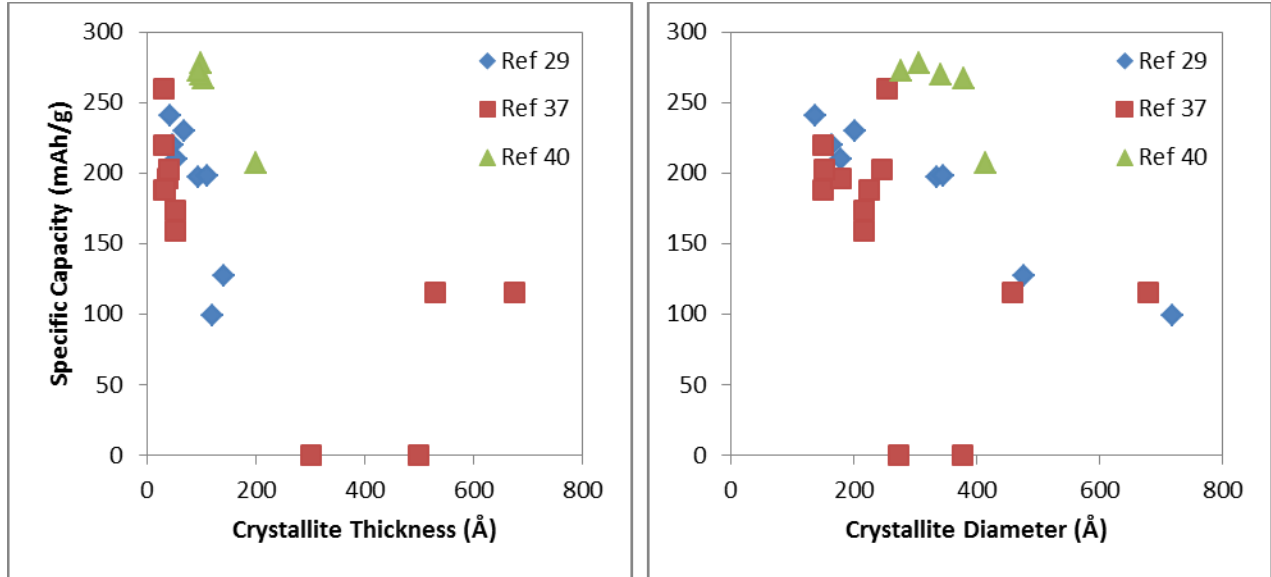 300
250
200
150
100
50
0
Specific Capacity (mAh/g)
Ref 29
Ref 37
Ref 40
0 200 400 600 800
Crystallite Thickness (Å)
300
250
200
150
100
50
0
Ref 29
Ref 37
Ref 40
0 200 400 600 800
Crystallite Diameter (Å)